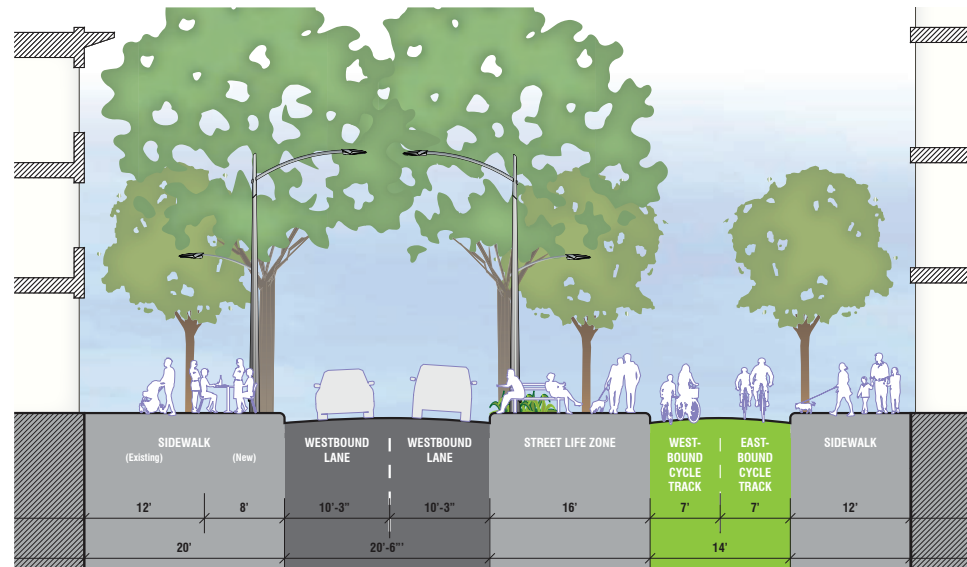 SIDEWALK
(Existing)
(New)
WESTBOUND
LANE
WESTBOUND
LANE
STREET LIFE ZONE
WEST-
BOUND
CYCLE
TRACK
EAST-
BOUND
CYCLE
TRACK
SIDEWALK
12'
8'
10'-3"
10'-3"
16'
7'
7'
12'
20'
20'-6"'
14'